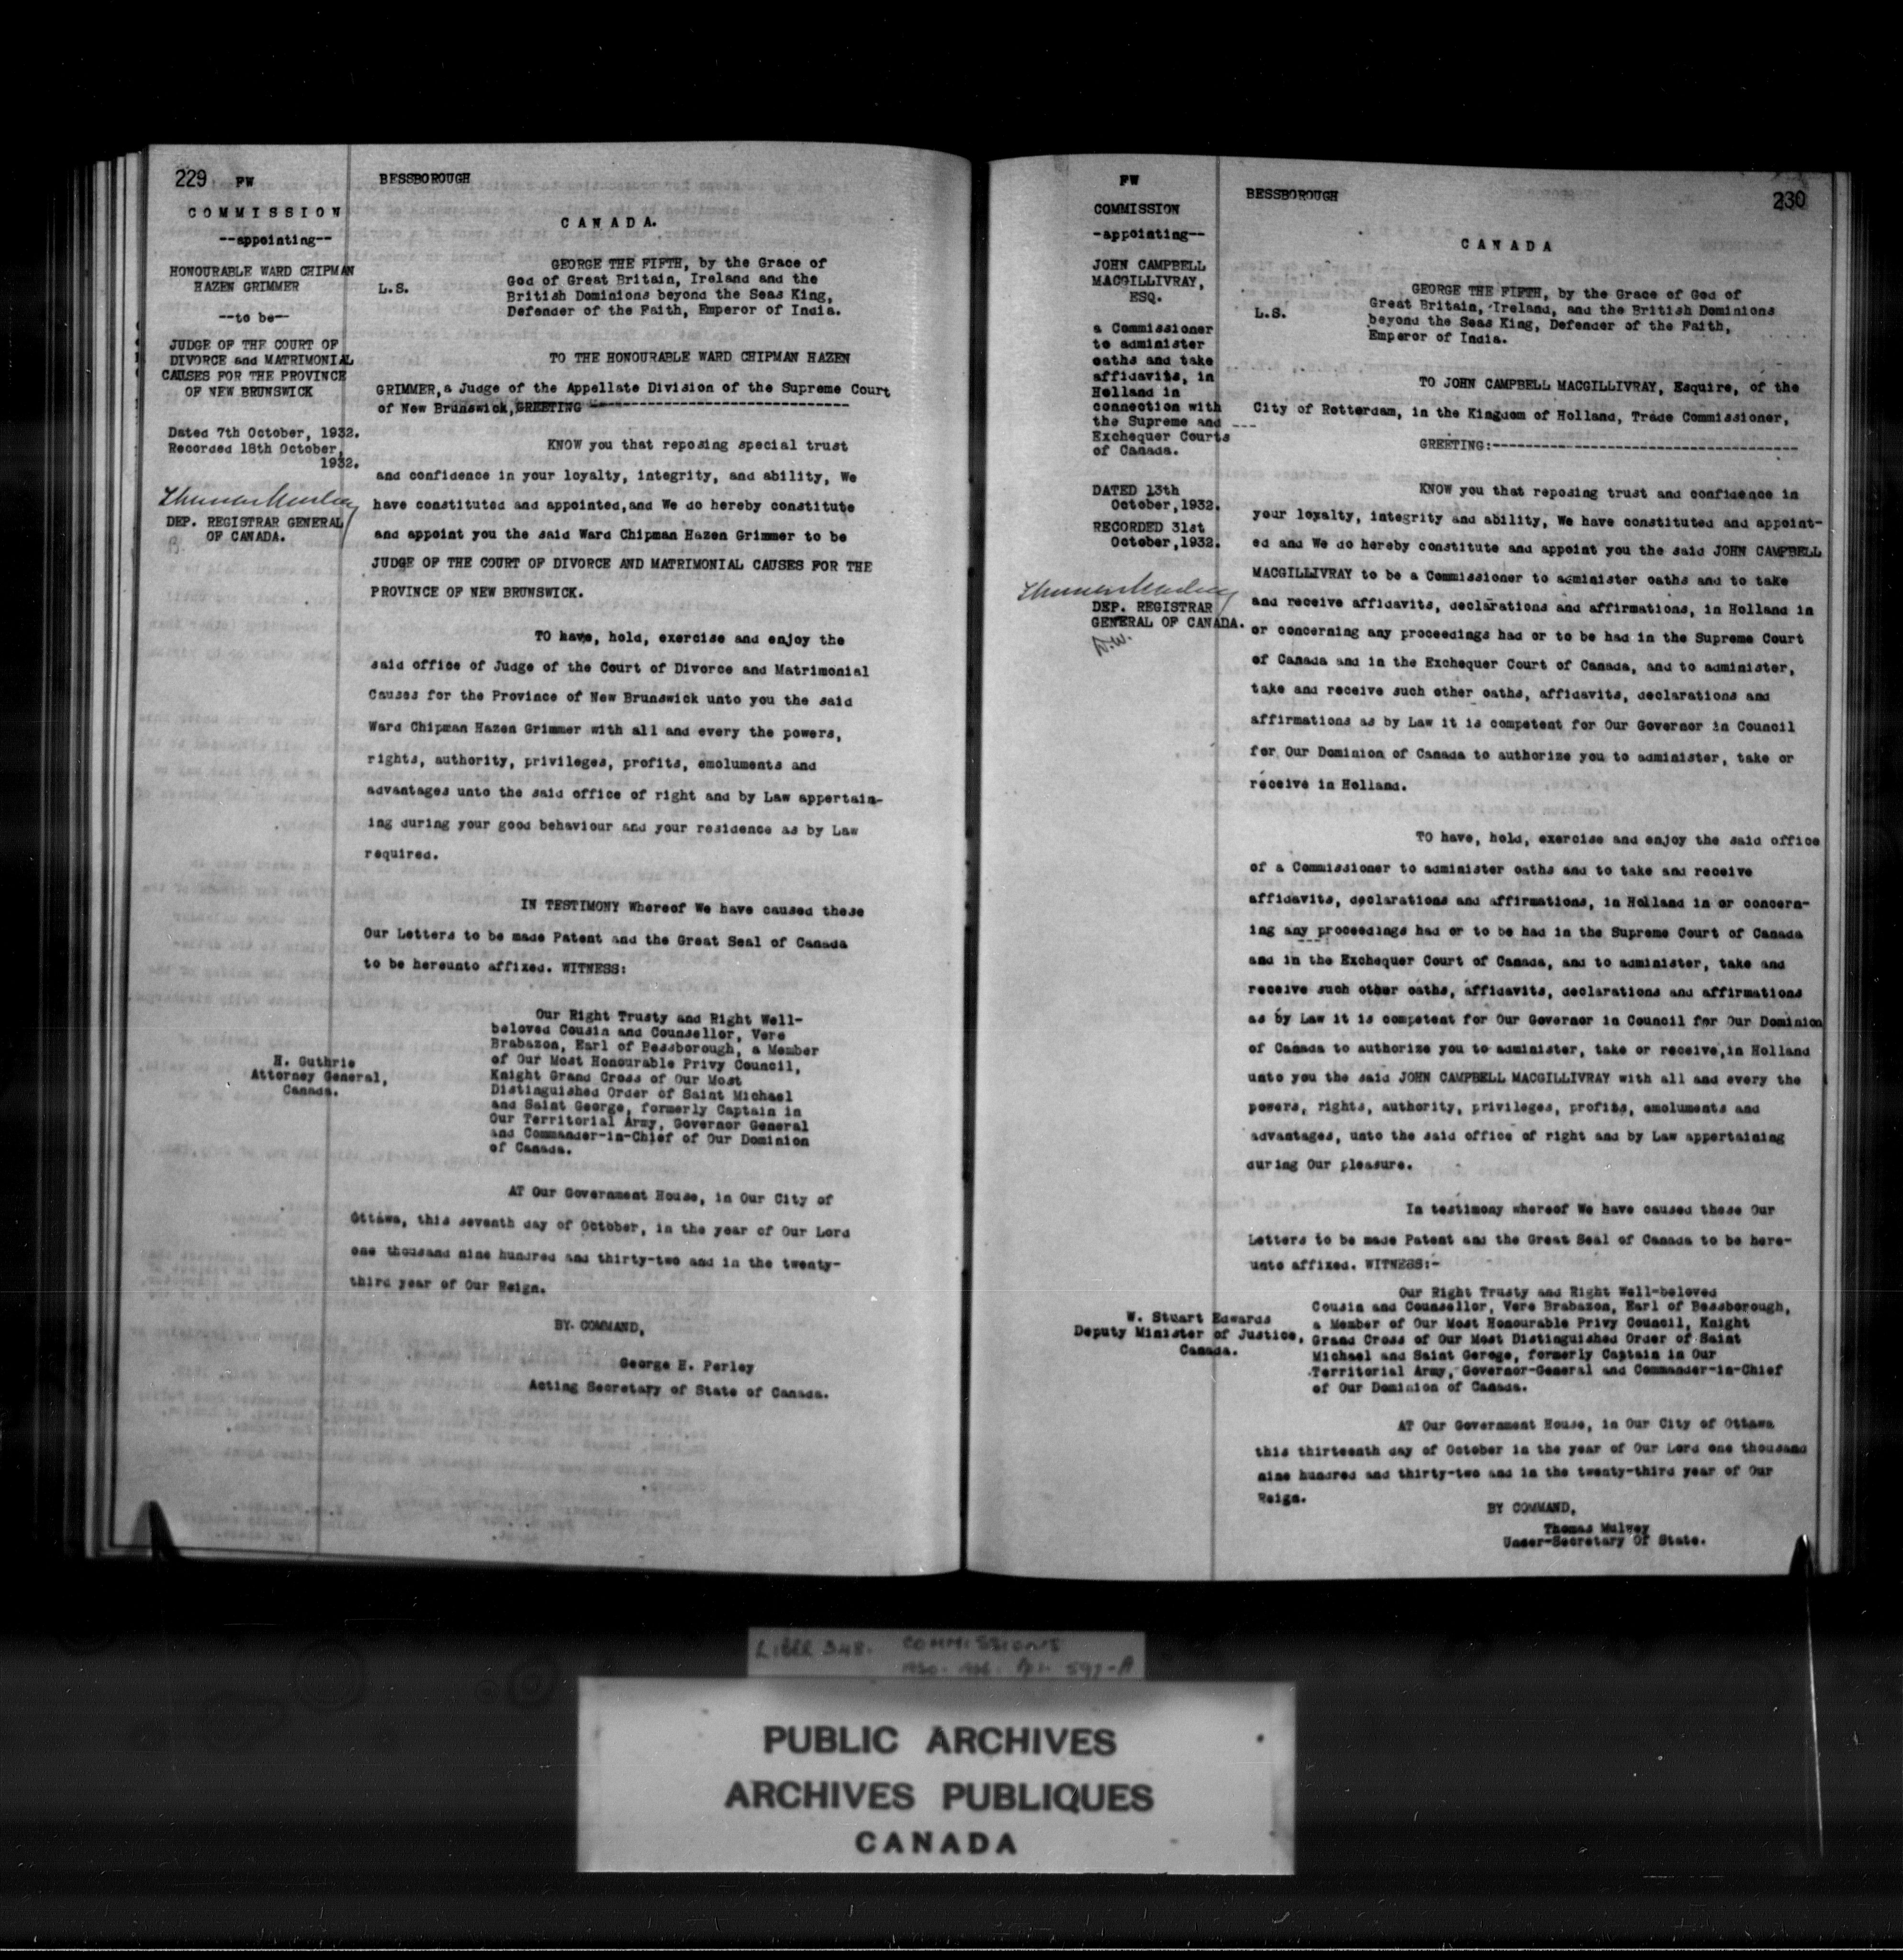 229 PW
COMMISSION
--appointing--
HONOURABLE WARD CHIPMAN
HAZEN GRIMMER
--to be--
JUDGE OF THE COURT OF
DIVORCE and MATRIMONIAL
CAUSES FOR THE PROVINCE
OF NEW BRUNSWICK
Dated 7th October, 1932.
Recorded 18th October,
1932.
DEP. REGISTRAR GENERAL
OF CANADA.
BESSBOROUGH
CANADA.
L.S.
GEORGE THE FIFTH, by the Grace of
God of Great Britain, Ireland and the
British Dominions beyond the Seas King,
Defender of the Faith, Emperor of India.
TO THE HONOURABLE WARD CHIPMAN HAZEN
GRIMMER, a Judge of the Appellate Division of the Supreme Court
of New Brunswick, GREETING -------------------------------
KNOW you that reposing special trust
and confidence in your loyalty, integrity, and ability, We
have constituted and appointed, and We do hereby constitute
and appoint you the said Ward Chipman Hazen Grimmer to be
JUDGE OF THE COURT OF DIVORCE AND MATRIMONIAL CAUSES FOR THE
PROVINCE OF NEW BRUNSWICK.
TO have, hold, exercise and enjoy the
said office of Judge of the Court of Divorce and Matrimonial
Causes for the Province of New Brunswick unto you the said
Ward Chipman Hazen Grimmer with all and every the powers,
rights, authority, privileges, profits, emoluments and
advantages unto the said office of right and by Law appertain-
ing during your good behaviour and your residence as by Law
required.
IN TESTIMONY Whereof We have caused these
Our Letters to be made Patent and the Great Seal of Canada
to be hereunto affixed. WITNESS:
Our Right Trusty and Right Well-
beloved Cousin and Counsellor, Vere
Brabazon, Earl of Bessborough, a Member
of Our Most Honourable Privy Council,
Knight Grand Cross of Our Most
Distinguished Order of Saint Michael
and Saint George, formerly Captain in
Our Territorial Army, Governor General
and Commander-in-Chief of Our Dominion
of Canada.
H. Guthrie
Attorney General,
Canada.
AT Our Government House, in Our City of
Ottawa, this seventh day of October, in the year of Our Lord
one thousand nine hundred and thirty-two and in the twenty-
third year of Our Reign.
BY COMMAND,
George H. Perley
Acting Secretary of State of Canada.
PW
COMMISSION
-appointing--
JOHN CAMPBELL
MACGILLIVRAY,
ESQ.
a Commissioner
to administer
oaths and take
affidavits, in
Holland in
connection with
the Supreme and
Exchequer Courts
of Canada.
DATED 13th
October, 1932.
RECORDED 31st
October, 1932.
DEP. REGISTRAR
GENERAL OF CANADA.
BESSBOROUGH
230
CANADA
L.S.
GEORGE THE FIFTH, by the Grace of God of
Great Britain, Ireland, and the British Dominions
beyond the Seas King, Defender of the Faith,
Emperor of India.
TO JOHN CAMPBELL MACGILLIVRAY, Esquire, of the
City of Rotterdam, in the Kingdom of Holland, Trade Commissioner,
GREETING:-------------------------------------
KNOW you that reposing trust and confidence in
your loyalty, integrity and ability, We have constituted and appoint-
ed and We do hereby constitute and appoint you the said JOHN CAMPBELL
MACGILLIVRAY to be a Commissioner to administer oaths and to take
and receive affidavits, declarations and affirmations, in Holland in
or concerning any proceedings had or to be had in the Supreme Court
of Canada and in the Exchequer Court of Canada, and to administer,
take and receive such other oaths, affidavits, declarations and
affirmations as by Law it is competent for Our Governor in Council
for Our Dominion of Canada to authorize you to administer, take or
receive in Holland.
TO have, hold, exercise and enjoy the said office
of a Commissioner to administer oaths and to take and receive
affidavits, declarations and affirmations, in Holland in or concern-
ing any proceedings had or to be had in the Supreme Court of Canada
and in the Exchequer Court of Canada, and to administer, take and
receive such other oaths, affidavits, declarations and affirmations
as by Law it is competent for Our Governor in Council for Our Dominion
of Canada to authorize you to administer, take or receive, in Holland
unto you the said JOHN CAMPBELL MACGILLIVRAY with all and every the
powers, rights, authority, privileges, profits, emoluments and
advantages, unto the said office of right and by Law appertaining
during Our pleasure.
In testimony whereof We have caused these Our
Letters to be made Patent and the Great Seal of Canada to be here-
unto affixed. WITNESS:-
Our Right Trusty and Right Well-beloved
Cousin and Counsellor, Vere Brabazon, Earl of Bessborough,
a Member of Our Most Honourable Privy Council, Knight
Grand Cross of Our Most Distinguished Order of Saint
Michael and Saint Geroge, formerly Captain in Our
Territorial Army, Governor-General and Commander-in-Chief
of Our Dominion of Canada.
W. Stuart Edwards
Deputy Minister of Justice,
Canada.
AT Our Government House, in Our City of Ottawa
this thirteenth day of October in the year of Our Lord one thousand
nine hundred and thirty-two and in the twenty-third year of Our
Reign.
BY COMMAND,
Thomas Mulvey
Under-Secretary Of State.
LIBER 348. COMMISSIONS
PUBLIC ARCHIVES
ARCHIVES PUBLIQUES
CANADA